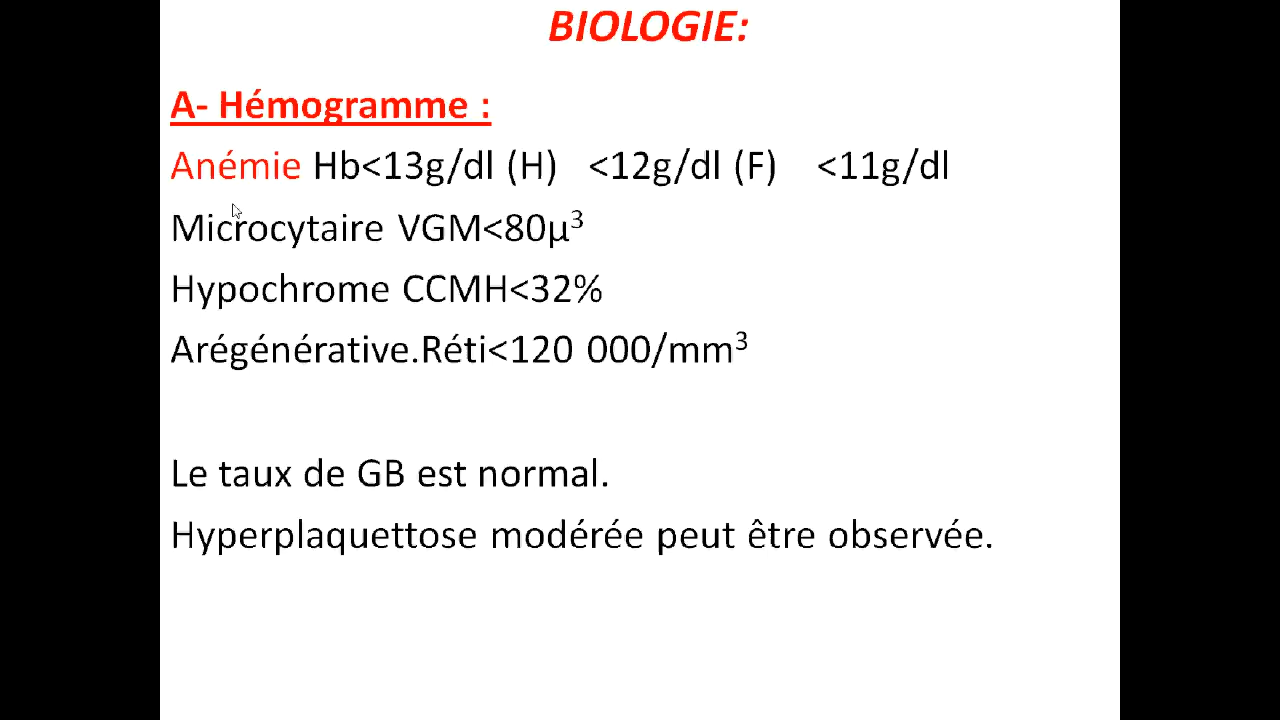 BIOLOGIE:
A- Hémogramme :
Anémie Hb<13g/dl (H) <12g/dl (F) <11g/dl
Microcytaire VGM<80µ³
Hypochrome CCMH<32%
Arégénérative.Réti<120 000/mm³
Le taux de GB est normal.
Hyperplaquettose modérée peut être observée.